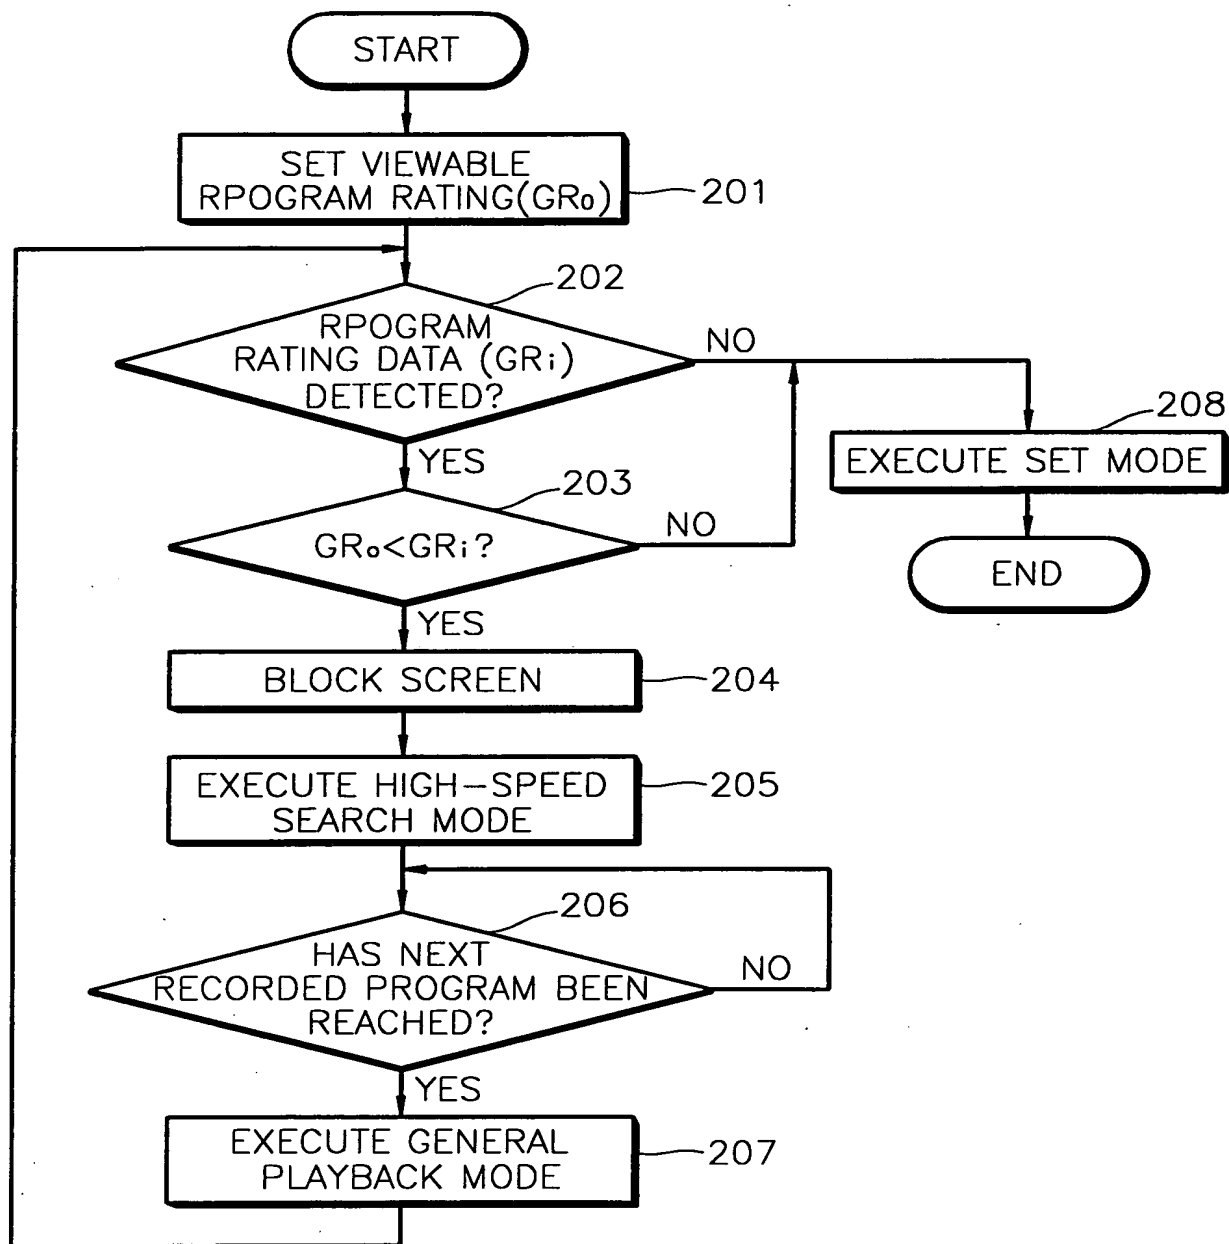 START
SET VIEWABLE
RPOGRAM RATING(GRo)
201
202
RPOGRAM
RATING DATA (GRi)
DETECTED?
NO
YES
208
EXECUTE SET MODE
END
203
GRo<GRi?
NO
YES
BLOCK SCREEN
204
EXECUTE HIGH-SPEED
SEARCH MODE
205
206
HAS NEXT
RECORDED PROGRAM BEEN
REACHED?
NO
YES
EXECUTE GENERAL
PLAYBACK MODE
207